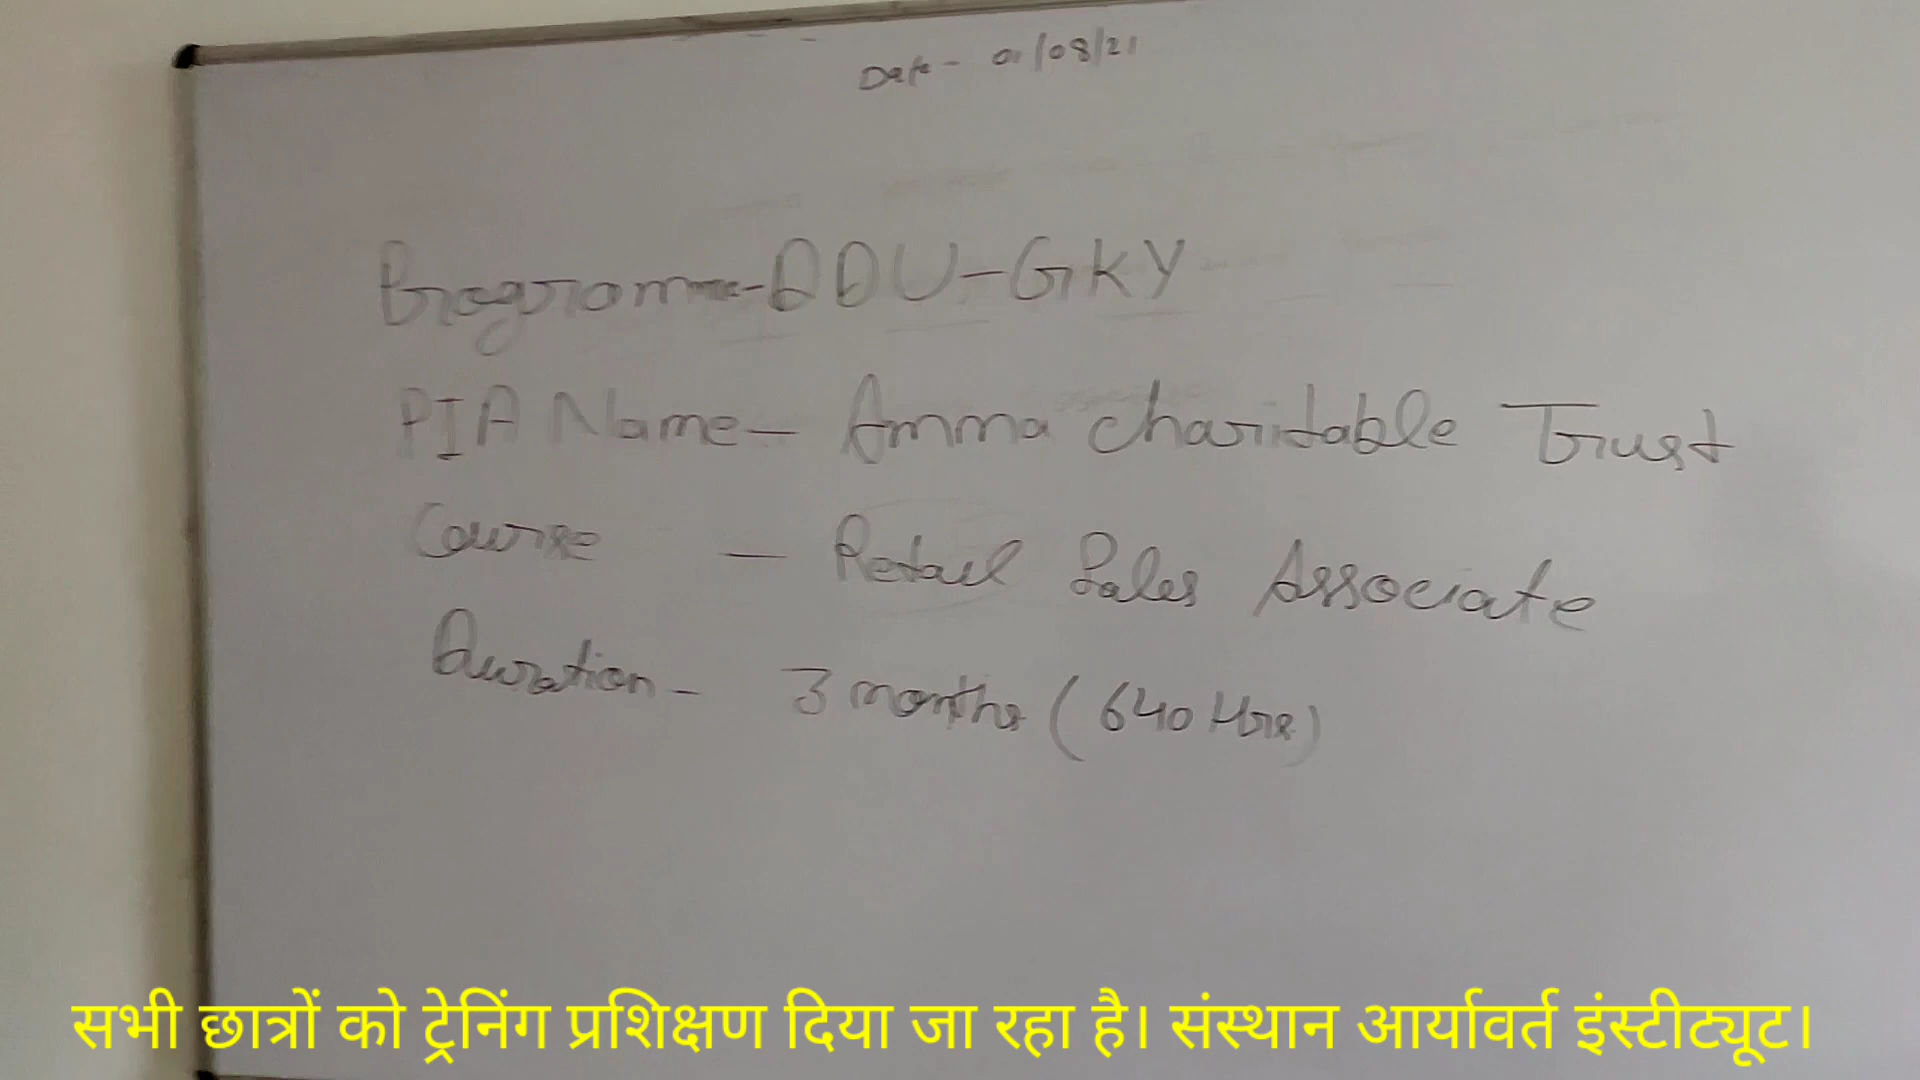 Date - 01/08/21
Programme - DDU-GKY
PIA Name - Amma charitable Trust
Course - Retail Sales Associate
Duration - 3 months (640 Hrs)
सभी छात्रों को ट्रेनिंग प्रशिक्षण दिया जा रहा है। संस्थान आर्यावर्त इंस्टीट्यूट।